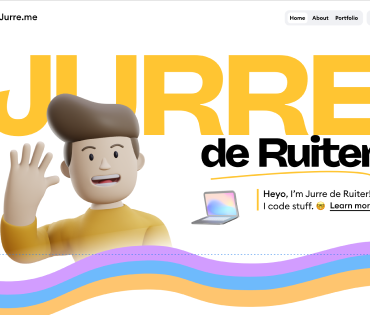 Jurre.me
Home About Portfolio
JURRE
de Ruiter
Heyo, I'm Jurre de Ruiter!
I code stuff. 🤓 Learn mor